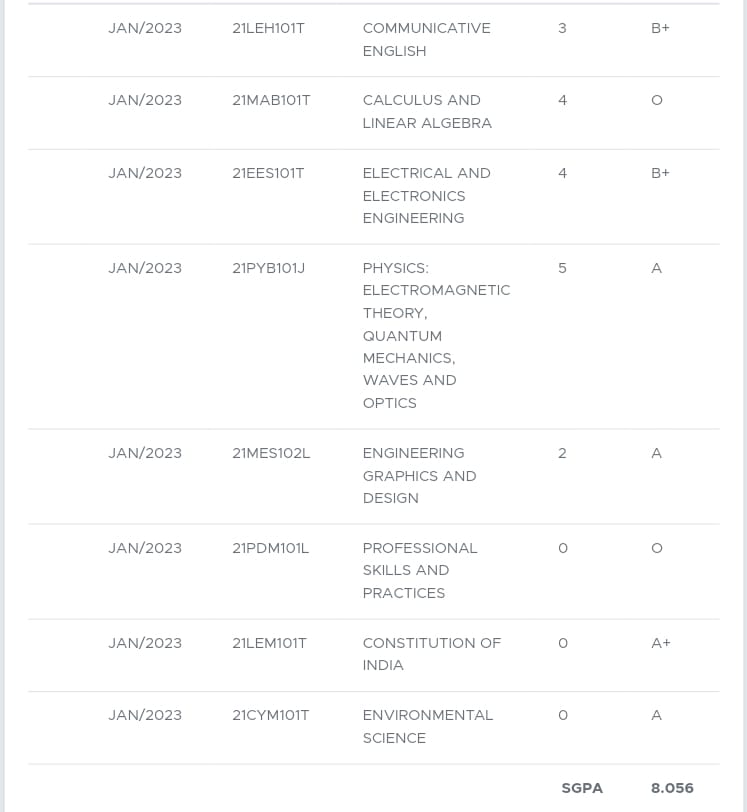 JAN/2023 21LEH101T COMMUNICATIVE 3 B+
ENGLISH
JAN/2023 21MAB101T CALCULUS AND 4 O
LINEAR ALGEBRA
JAN/2023 21EES101T ELECTRICAL AND 4 B+
ELECTRONICS
ENGINEERING
JAN/2023 21PYB101J PHYSICS: 5 A
ELECTROMAGNETIC
THEORY,
QUANTUM
MECHANICS,
WAVES AND
OPTICS
JAN/2023 21MES102L ENGINEERING 2 A
GRAPHICS AND
DESIGN
JAN/2023 21PDM101L PROFESSIONAL 0 O
SKILLS AND
PRACTICES
JAN/2023 21LEM101T CONSTITUTION OF 0 A+
INDIA
JAN/2023 21CYM101T ENVIRONMENTAL 0 A
SCIENCE
SGPA 8.056